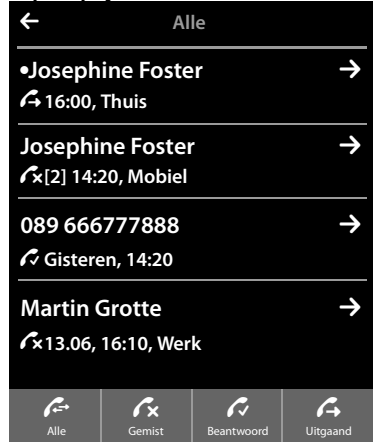 Alle
•Josephine Foster
16:00, Thuis
Josephine Foster
[2] 14:20, Mobiel
089 666777888
Gisteren, 14:20
Martin Grotte
13.06, 16:10, Werk
Alle Gemist Beantwoord Uitgaand